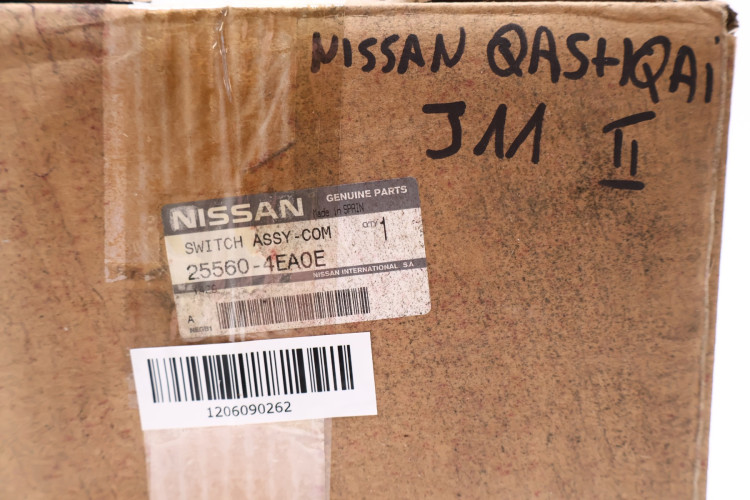 NISSAN QASHQAi
J11 II
NISSAN GENUINE PARTS
Made in SPAIN
SWITCH ASSY-COM QTY 1
25560-4EA0E
NISSAN INTERNATIONAL S.A
A
1206090262